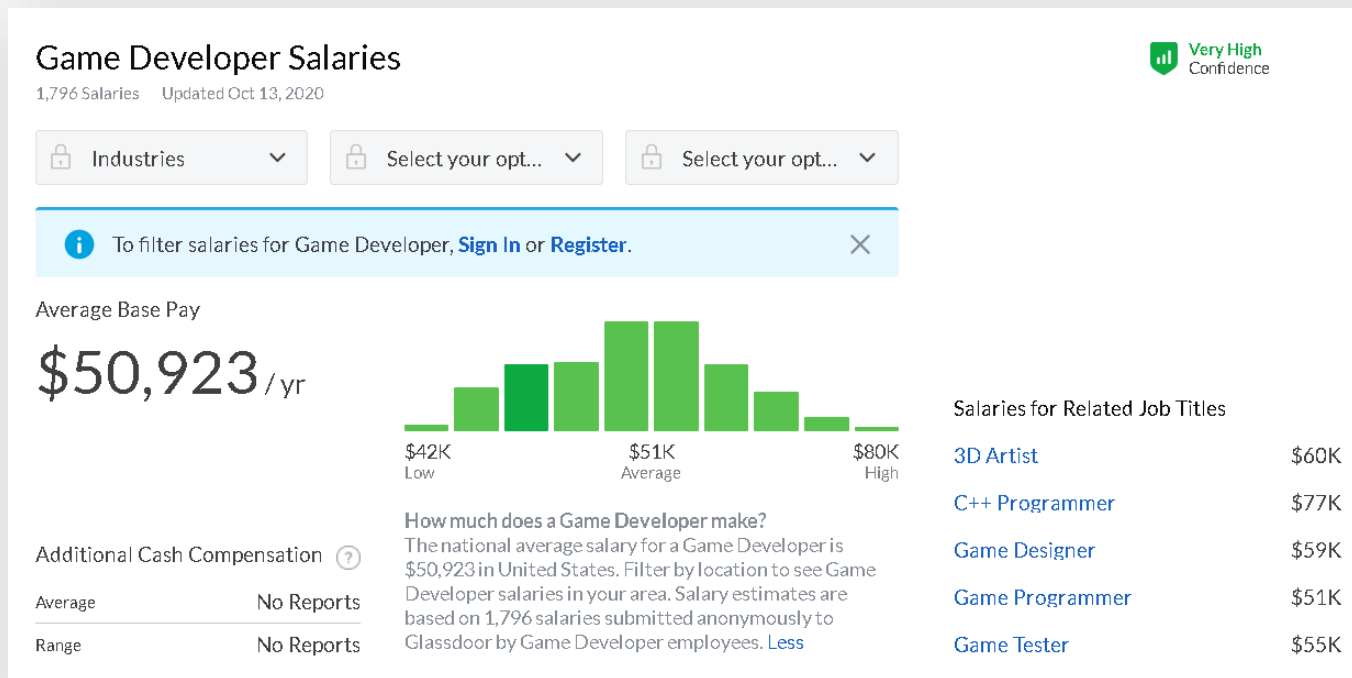 Game Developer Salaries
Very High
Confidence
1,796 Salaries Updated Oct 13, 2020
Industries
Select your opt...
Select your opt...
To filter salaries for Game Developer, Sign In or Register.
Average Base Pay
$50,923 / yr
$42K
Low
$51K
Average
$80K
High
How much does a Game Developer make?
The national average salary for a Game Developer is
$50,923 in United States. Filter by location to see Game
Developer salaries in your area. Salary estimates are
based on 1,796 salaries submitted anonymously to
Glassdoor by Game Developer employees. Less
Additional Cash Compensation ?
Average No Reports
Range No Reports
Salaries for Related Job Titles
3D Artist $60K
C++ Programmer $77K
Game Designer $59K
Game Programmer $51K
Game Tester $55K